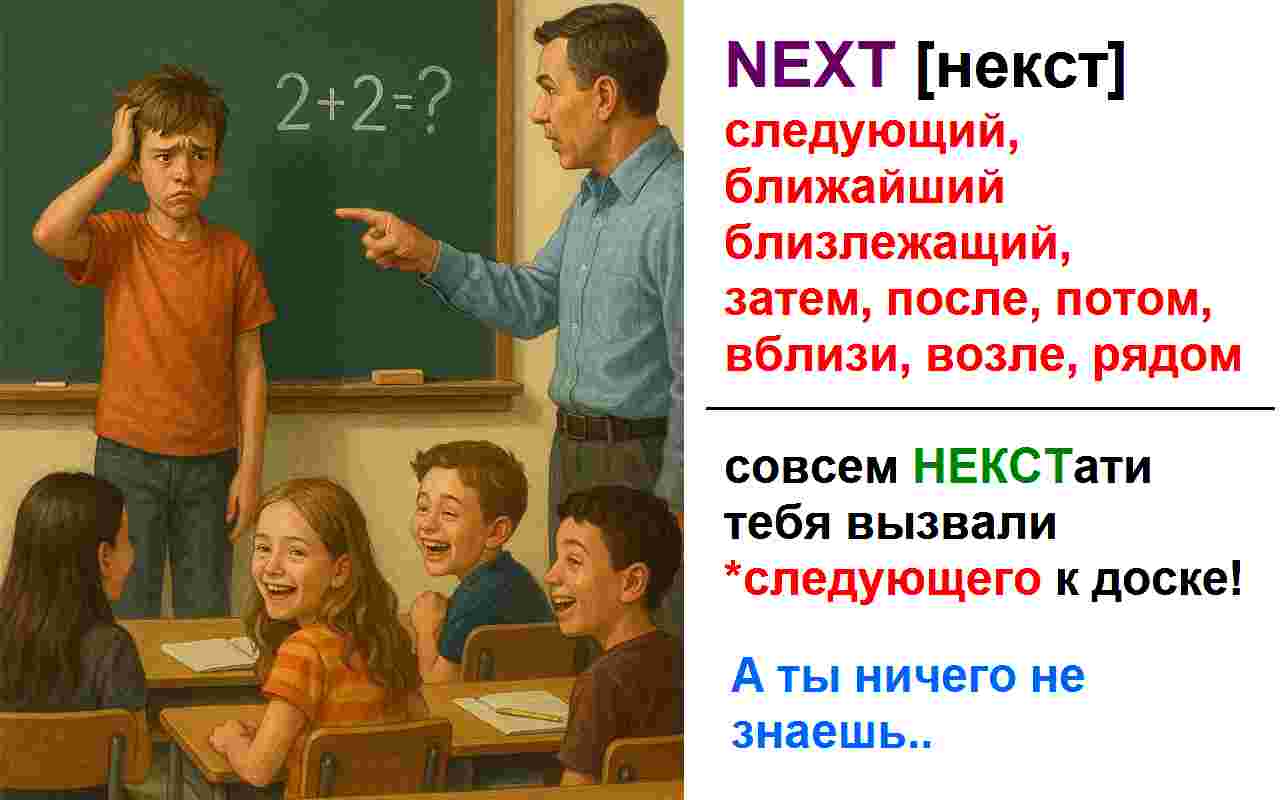 2+2=?
NEXT [некст]
следующий,
ближайший
близлежащий,
затем, после, потом,
вблизи, возле, рядом
совсем НЕКСТати
тебя вызвали
*следующего к доске!
А ты ничего не
знаешь..